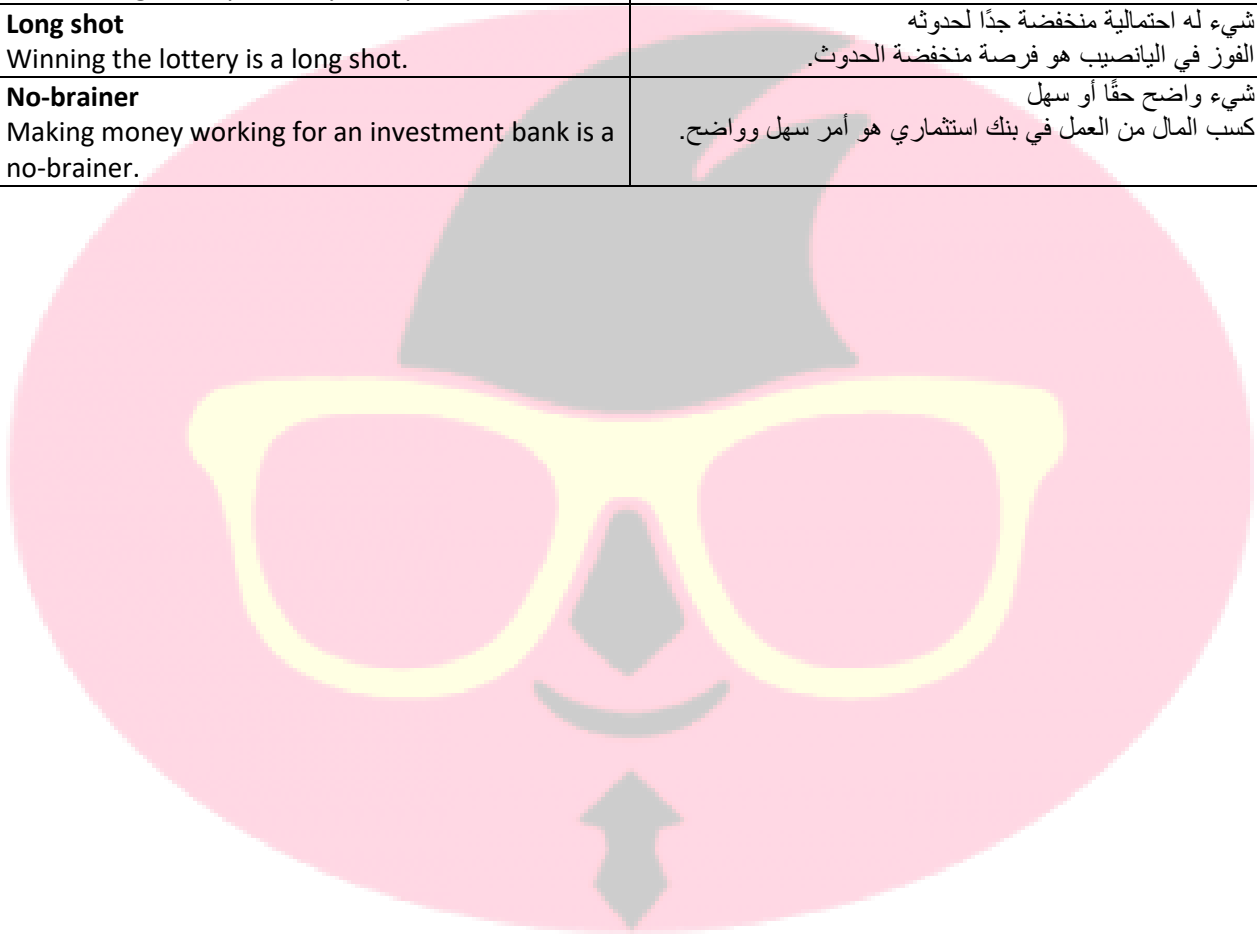 Long shot
شيء له احتمالية منخفضة جدًا لحدوثه
Winning the lottery is a long shot.
الفوز في اليانصيب هو فرصة منخفضة الحدوث.
No-brainer
شيء واضح حقًا أو سهل
Making money working for an investment bank is a
كسب المال من العمل في بنك استثماري هو أمر سهل وواضح.
no-brainer.